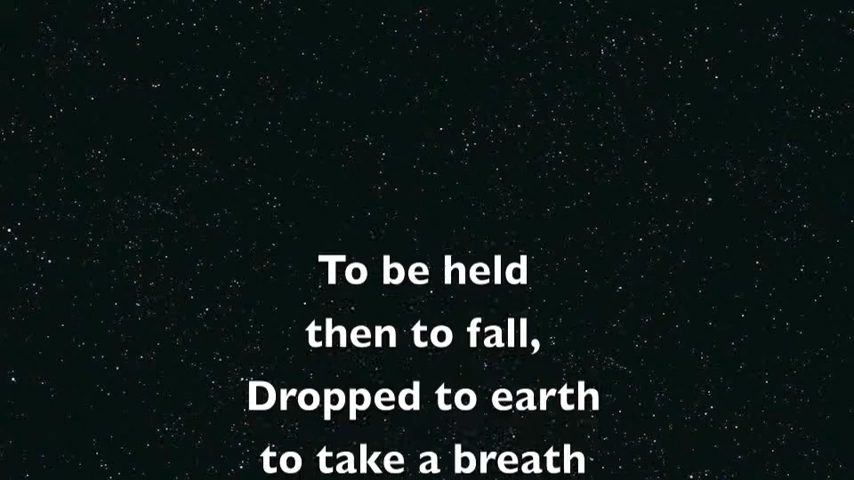 To be held
then to fall,
Dropped to earth
to take a breath